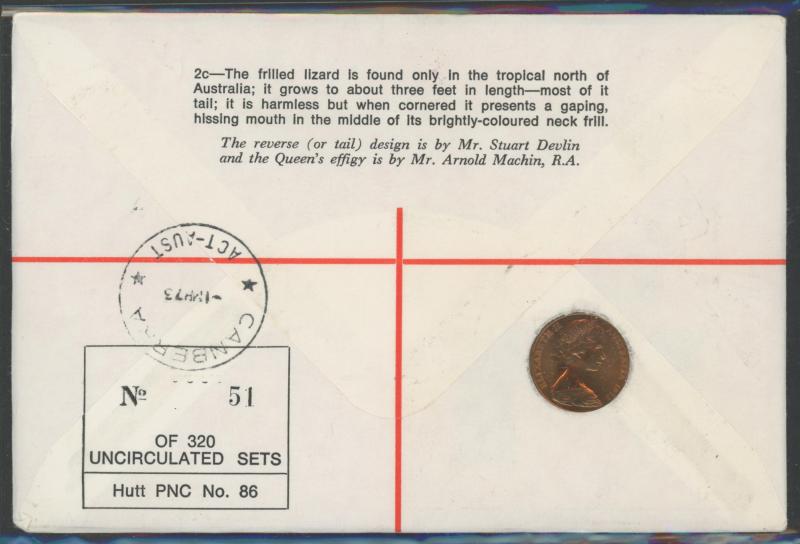 2c—The frilled lizard is found only in the tropical north of
Australia; it grows to about three feet in length—most of it
tail; it is harmless but when cornered it presents a gaping,
hissing mouth in the middle of its brightly-coloured neck frill.
The reverse (or tail) design is by Mr. Stuart Devlin
and the Queen's effigy is by Mr. Arnold Machin, R.A.
CANBERRA
-1MR73
ACT-AUST
№ 51
OF 320
UNCIRCULATED SETS
Hutt PNC No. 86